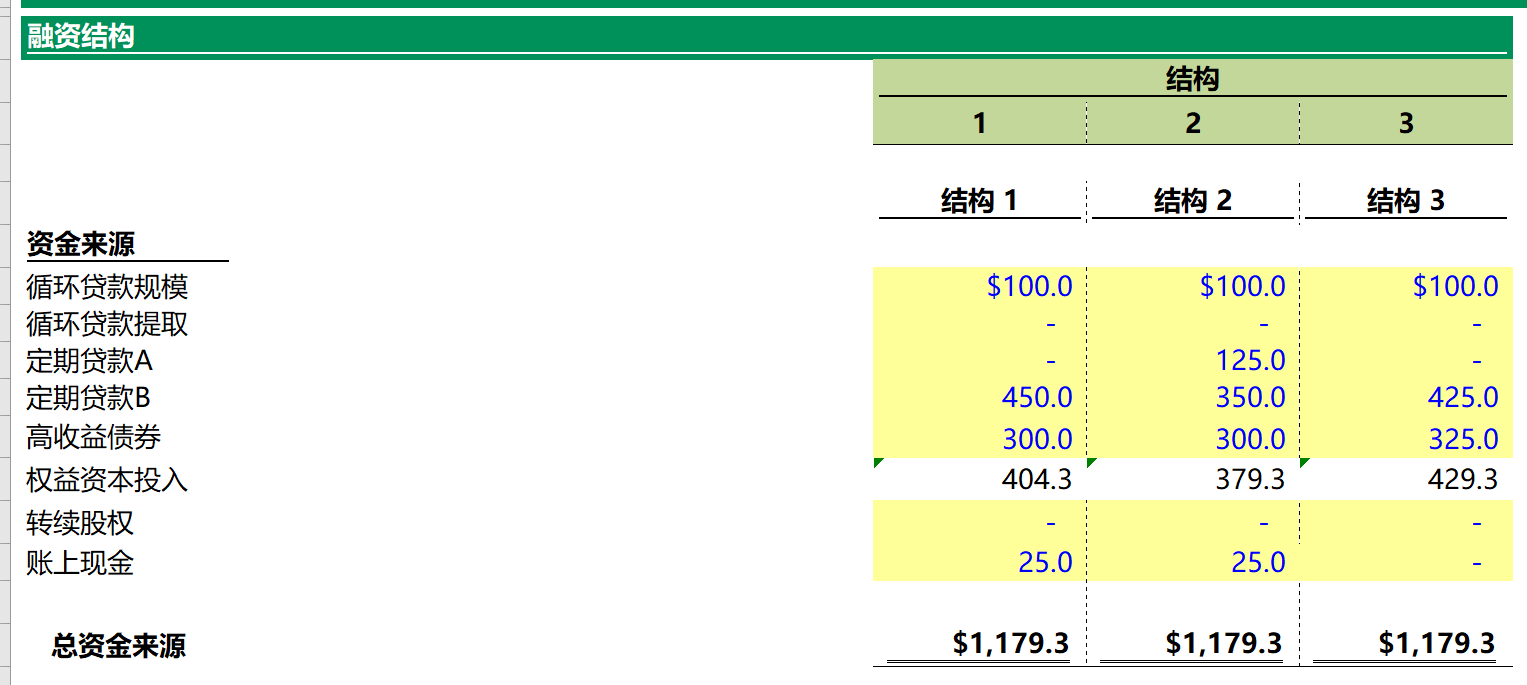 融资结构
结构
1 2 3
结构 1 结构 2 结构 3
资金来源
循环贷款规模 $100.0 $100.0 $100.0
循环贷款提取 - - -
定期贷款A - 125.0 -
定期贷款B 450.0 350.0 425.0
高收益债券 300.0 300.0 325.0
权益资本投入 404.3 379.3 429.3
转续股权 - - -
账上现金 25.0 25.0 -
总资金来源 $1,179.3 $1,179.3 $1,179.3